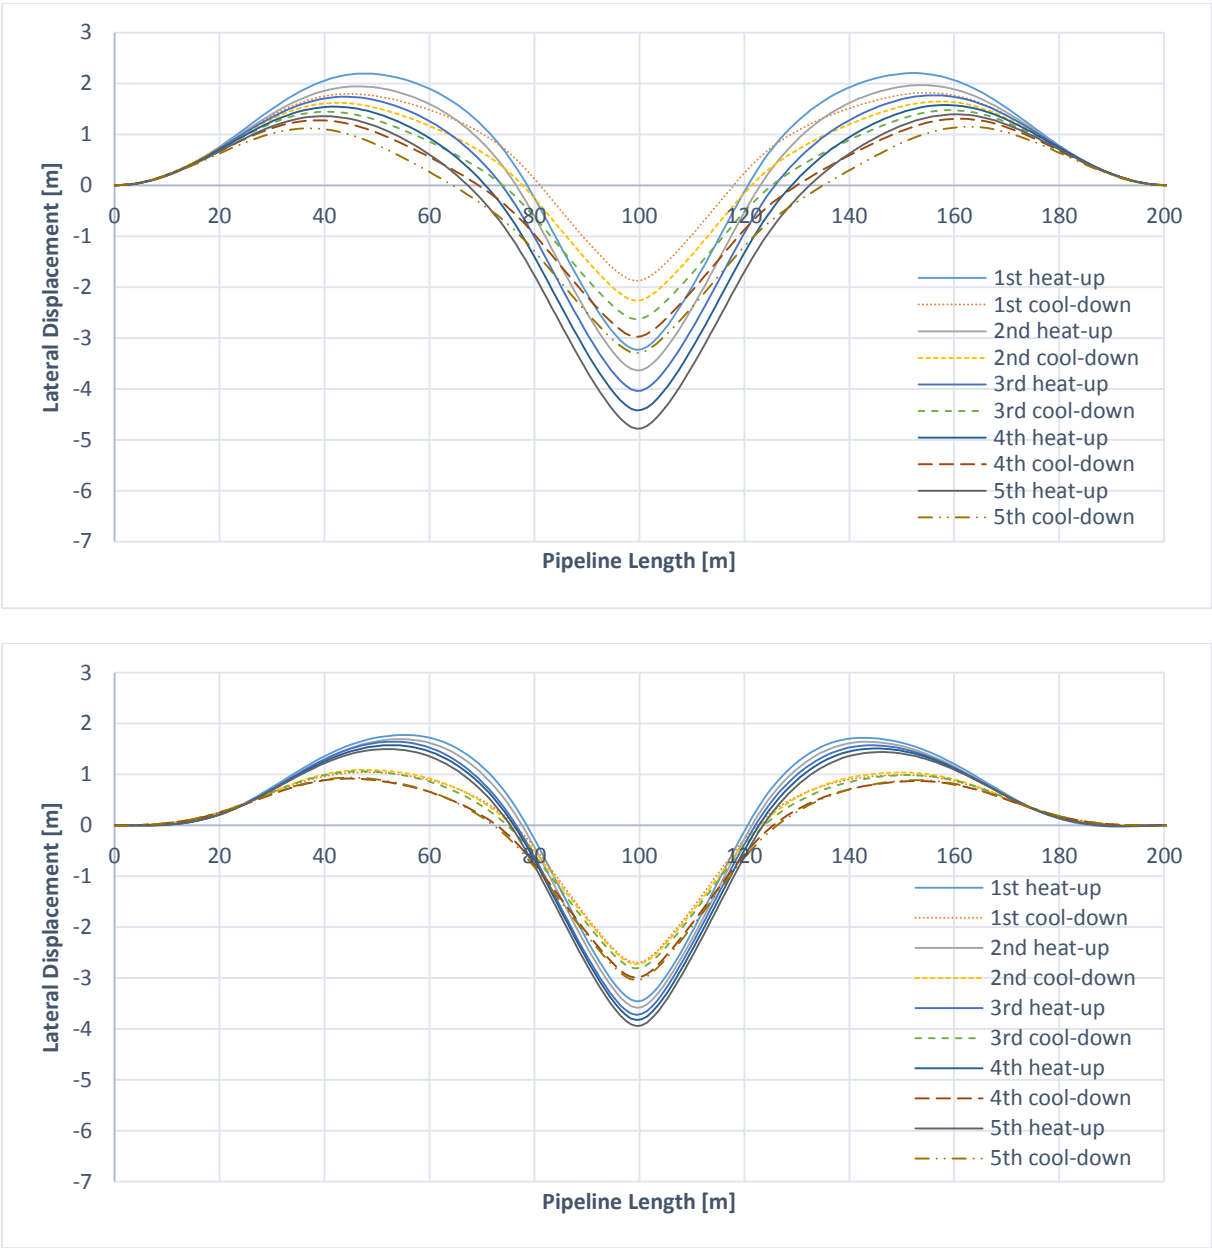 3
2
1
0
-1
-2
-3
-4
-5
-6
-7
0 20 40 60 80 100 120 140 160 180 200
Lateral Displacement [m]
Pipeline Length [m]
1st heat-up
1st cool-down
2nd heat-up
2nd cool-down
3rd heat-up
3rd cool-down
4th heat-up
4th cool-down
5th heat-up
5th cool-down
3
2
1
0
-1
-2
-3
-4
-5
-6
-7
0 20 40 60 80 100 120 140 160 180 200
Lateral Displacement [m]
Pipeline Length [m]
1st heat-up
1st cool-down
2nd heat-up
2nd cool-down
3rd heat-up
3rd cool-down
4th heat-up
4th cool-down
5th heat-up
5th cool-down